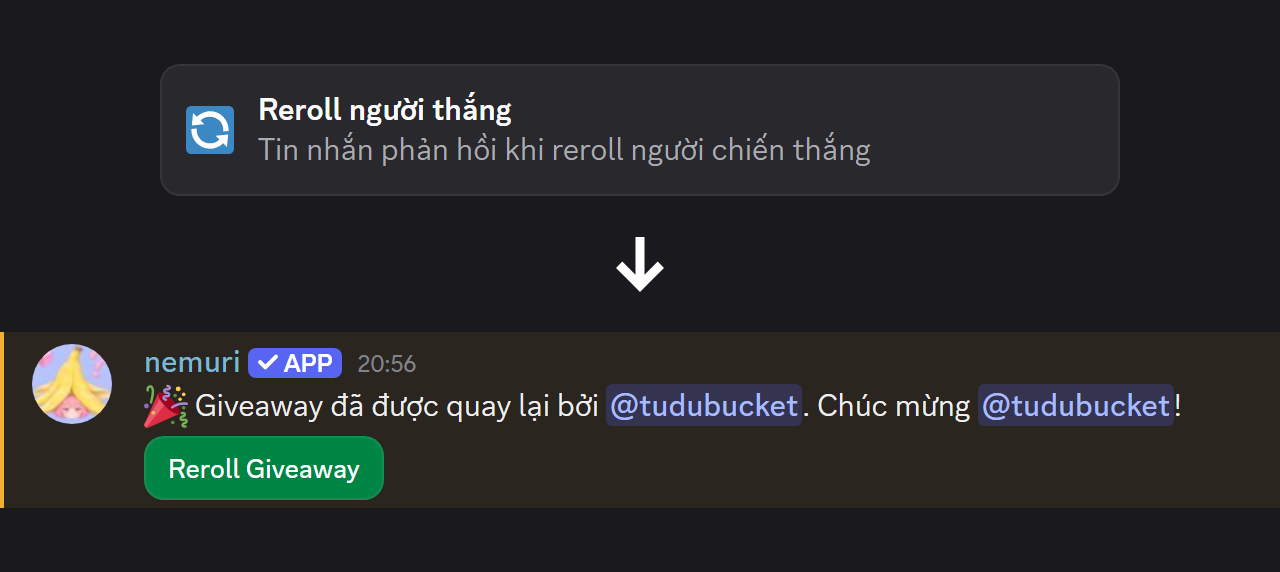 Reroll người thắng
Tin nhắn phản hồi khi reroll người chiến thắng
nemuri APP 20:56
Giveaway đã được quay lại bởi @tudubucket. Chúc mừng @tudubucket!
Reroll Giveaway